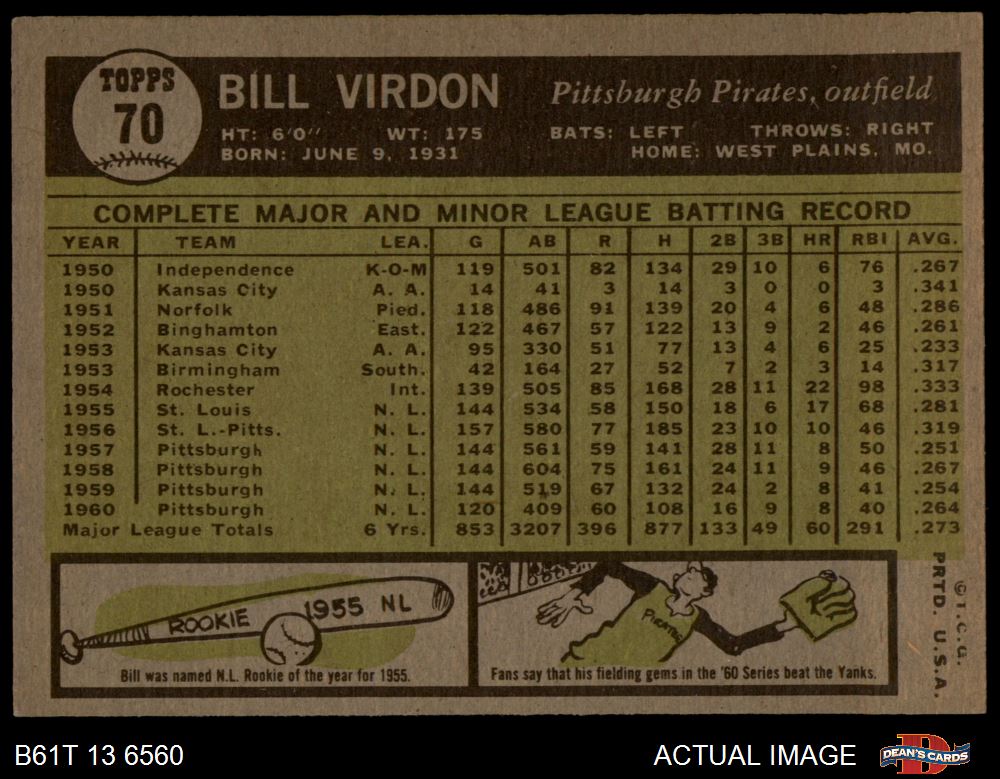 TOPPS
70
BILL VIRDON
Pittsburgh Pirates, outfield
HT: 6'0" WT: 175 BATS: LEFT THROWS: RIGHT
BORN: JUNE 9, 1931 HOME: WEST PLAINS, MO.
COMPLETE MAJOR AND MINOR LEAGUE BATTING RECORD
YEAR TEAM LEA. G AB R H 2B 3B HR RBI AVG.
1950 Independence K-O-M 119 501 82 134 29 10 6 76 .267
1950 Kansas City A. A. 14 41 3 14 3 0 0 3 .341
1951 Norfolk Pied. 118 486 91 139 20 4 6 48 .286
1952 Binghamton East. 122 467 57 122 13 9 2 46 .261
1953 Kansas City A. A. 95 330 51 77 13 4 6 25 .233
1953 Birmingham South. 42 164 27 52 7 2 3 14 .317
1954 Rochester Int. 139 505 85 168 28 11 22 98 .333
1955 St. Louis N. L. 144 534 58 150 18 6 17 68 .281
1956 St. L.-Pitts. N. L. 157 580 77 185 23 10 10 46 .319
1957 Pittsburgh N. L. 144 561 59 141 28 11 8 50 .251
1958 Pittsburgh N. L. 144 604 75 161 24 11 9 46 .267
1959 Pittsburgh N. L. 144 519 67 132 24 2 8 41 .254
1960 Pittsburgh N. L. 120 409 60 108 16 9 8 40 .264
Major League Totals 6 Yrs. 853 3207 396 877 133 49 60 291 .273
ROOKIE 1955 NL
Bill was named N.L. Rookie of the year for 1955.
PIRATES
Fans say that his fielding gems in the '60 Series beat the Yanks.
© T.C.G.
PRTD. U.S.A.
B61T 13 6560
ACTUAL IMAGE
DEAN'S CARDS